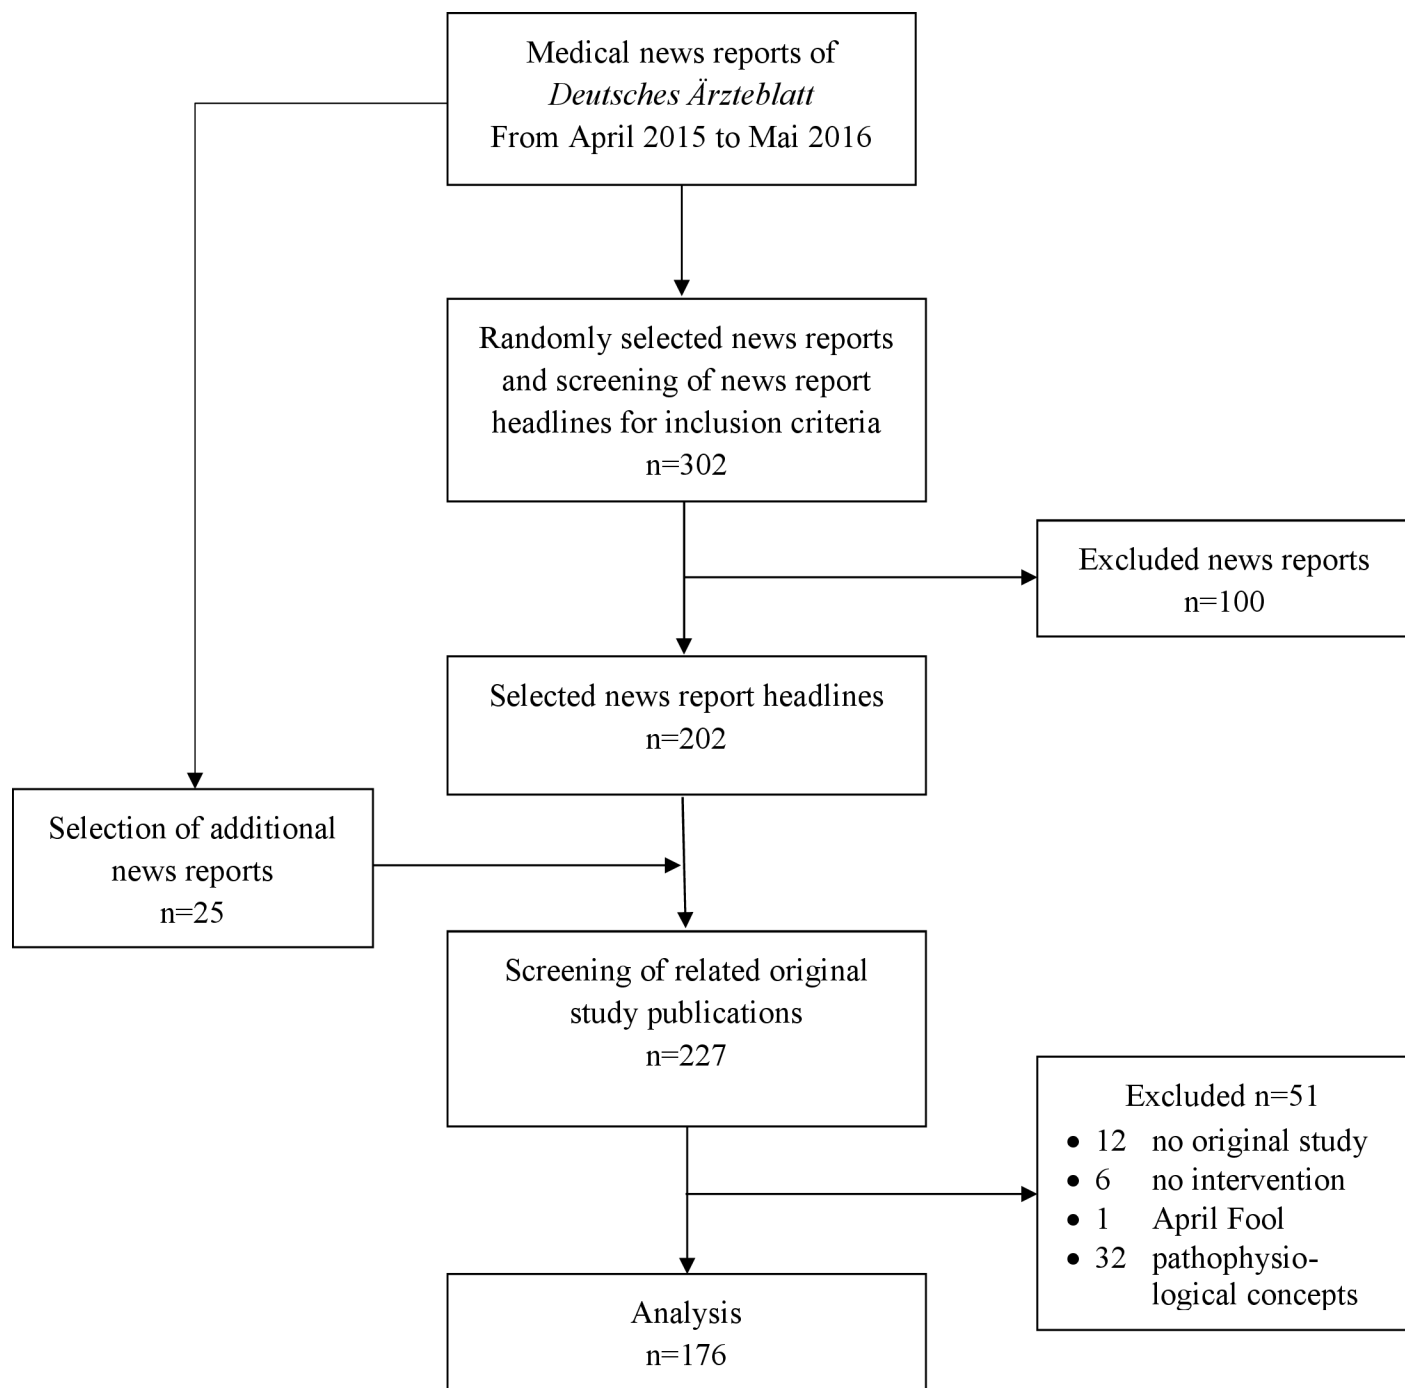 Medical news reports of
Deutsches Ärzteblatt
From April 2015 to Mai 2016
Randomly selected news reports
and screening of news report
headlines for inclusion criteria
n=302
Excluded news reports
n=100
Selected news report headlines
n=202
Selection of additional
news reports
n=25
Screening of related original
study publications
n=227
Excluded n=51
• 12 no original study
• 6 no intervention
• 1 April Fool
• 32 pathophysio-
logical concepts
Analysis
n=176